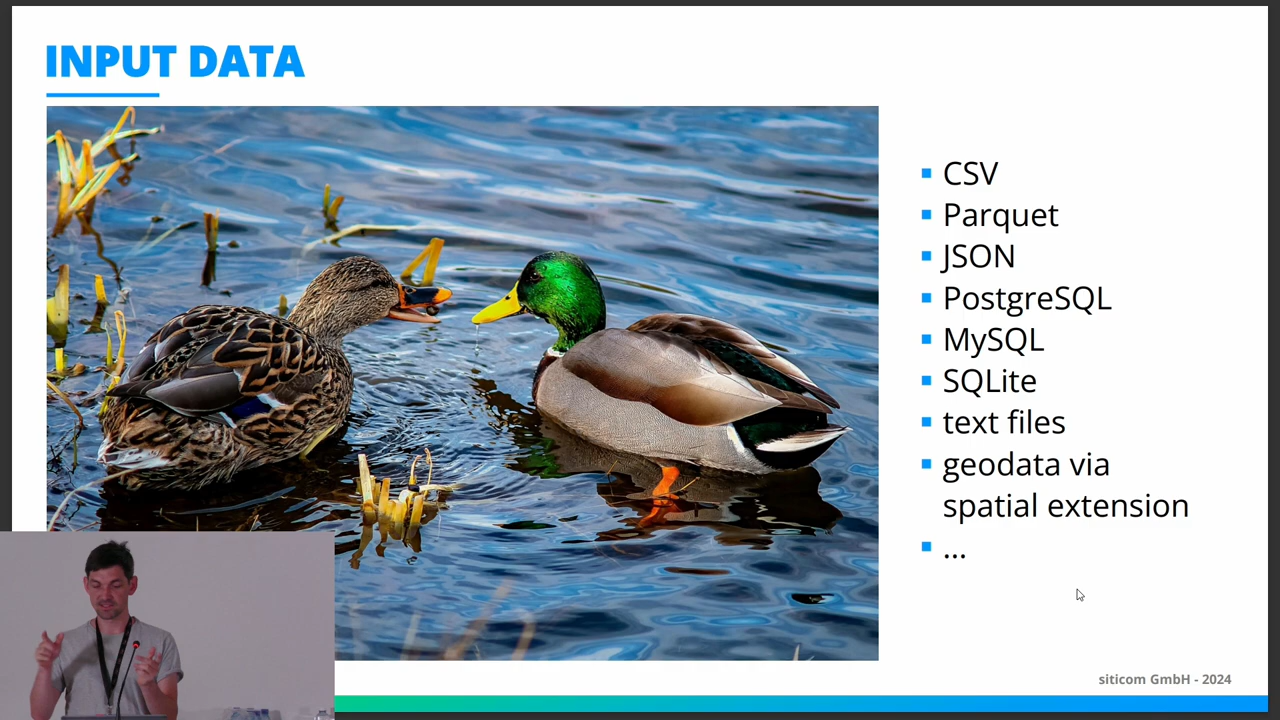 INPUT DATA
CSV
Parquet
JSON
PostgreSQL
MySQL
SQLite
text files
geodata via
spatial extension
...
siticom GmbH - 2024